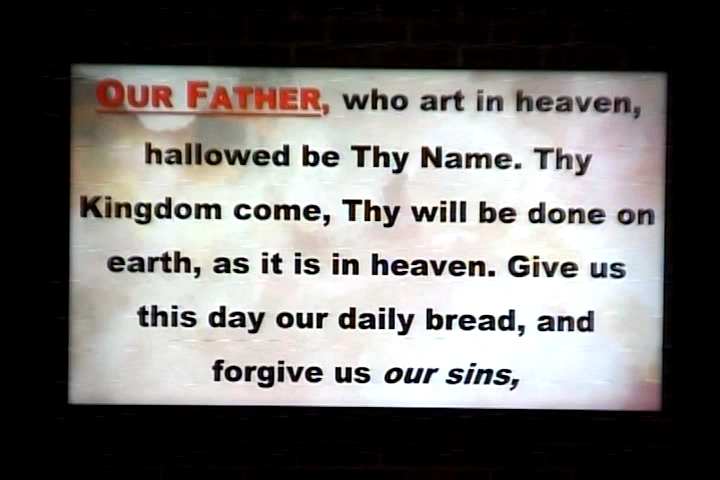 OUR FATHER, who art in heaven,
hallowed be Thy Name. Thy
Kingdom come, Thy will be done on
earth, as it is in heaven. Give us
this day our daily bread, and
forgive us our sins,